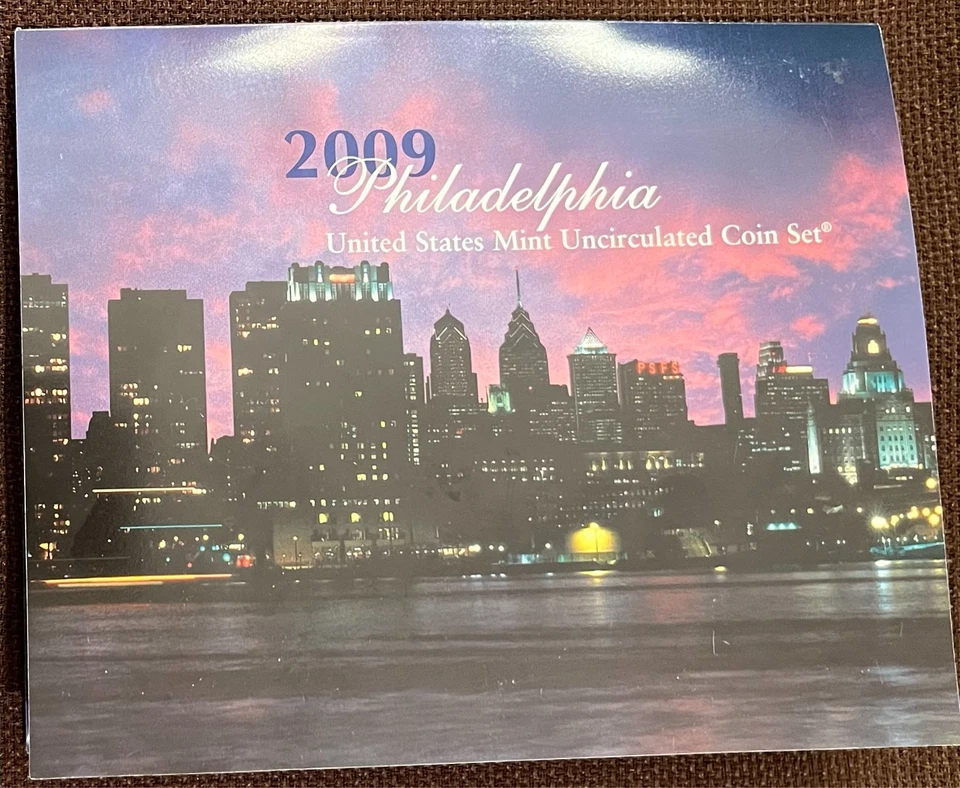 2009
Philadelphia
United States Mint Uncirculated Coin Set®
PSFS